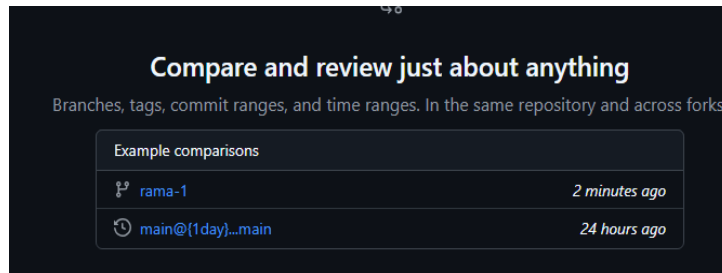 Compare and review just about anything
Branches, tags, commit ranges, and time ranges. In the same repository and across forks
Example comparisons
rama-1 2 minutes ago
main@{1day}...main 24 hours ago